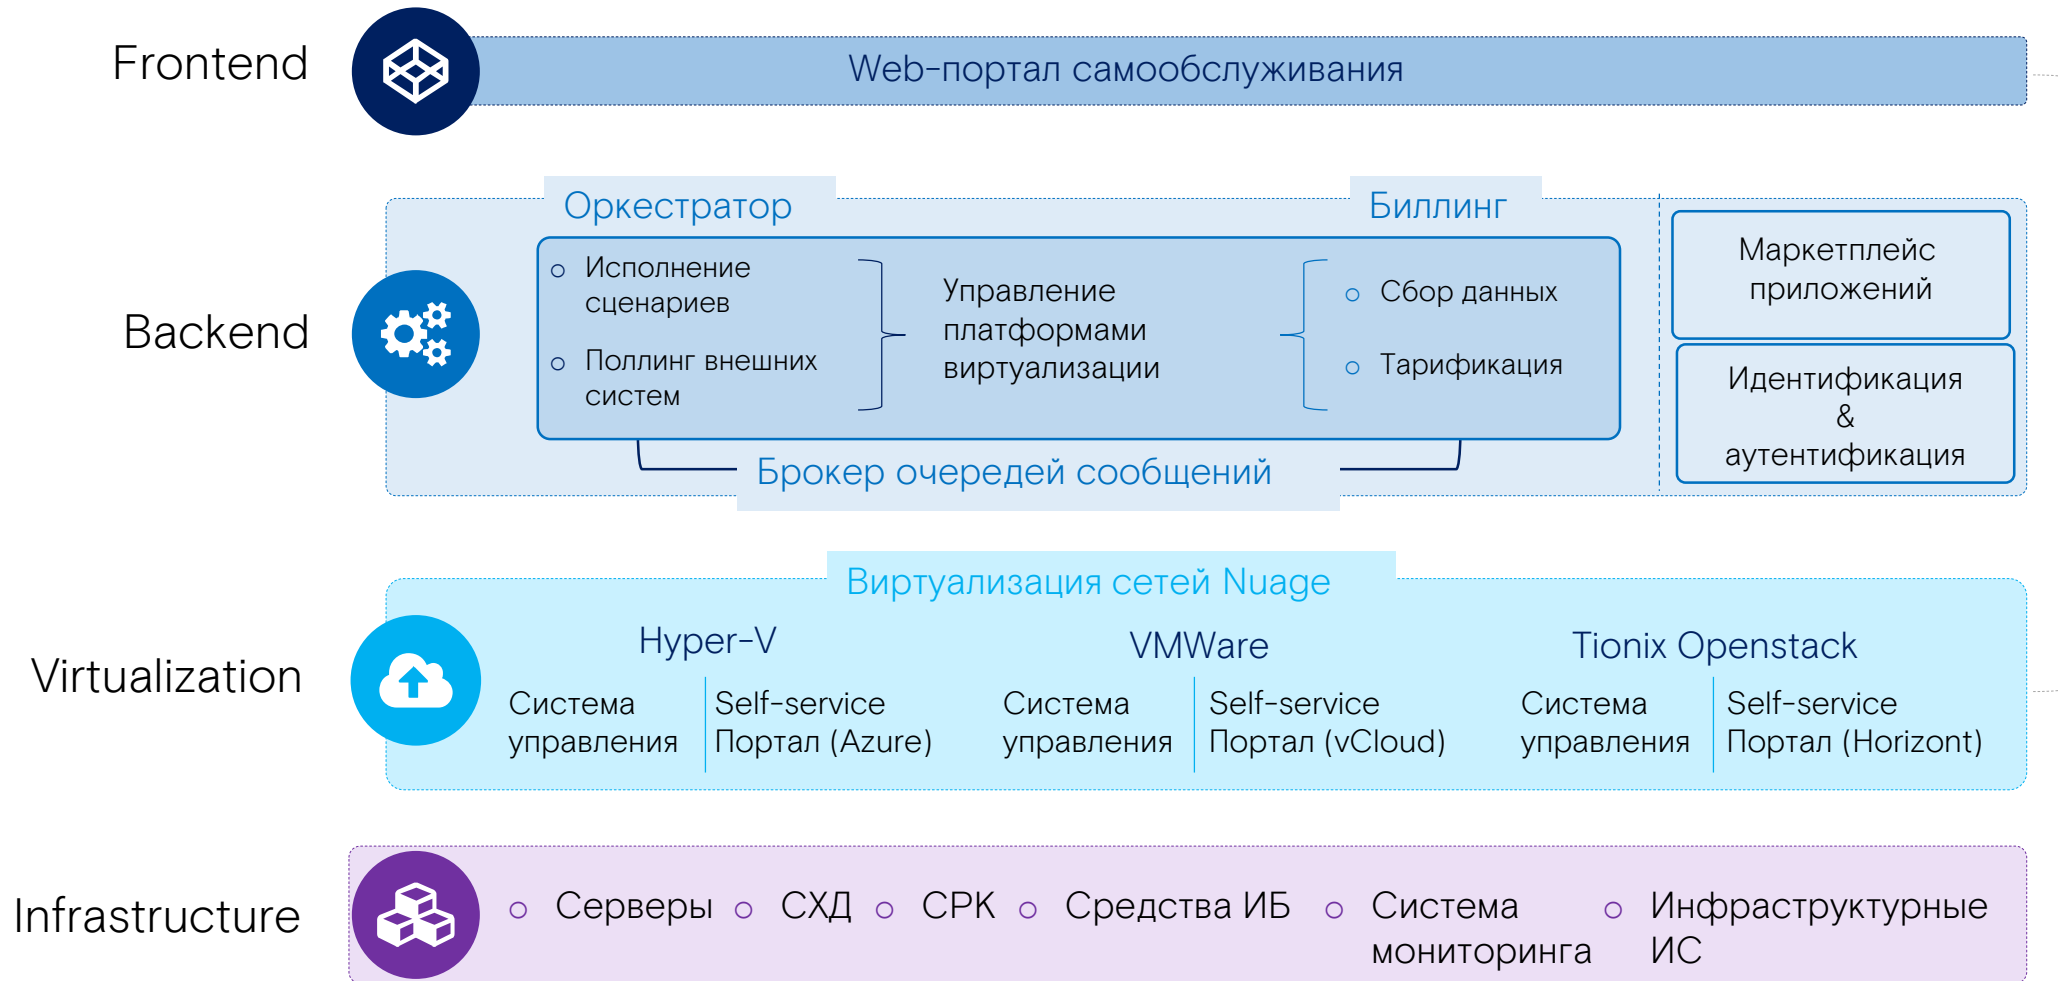 Frontend
Web-портал самообслуживания
Backend
Оркестратор
Биллинг
Исполнение
сценариев
Поллинг внешних
систем
Управление
платформами
виртуализации
Сбор данных
Тарификация
Брокер очередей сообщений
Маркетплейс
приложений
Идентификация
&
аутентификация
Virtualization
Виртуализация сетей Nuage
Hyper-V
Система
управления
Self-service
Портал (Azure)
VMWare
Система
управления
Self-service
Портал (vCloud)
Tionix Openstack
Система
управления
Self-service
Портал (Horizont)
Infrastructure
Серверы
СХД
СРК
Средства ИБ
Система
мониторинга
Инфраструктурные
ИС